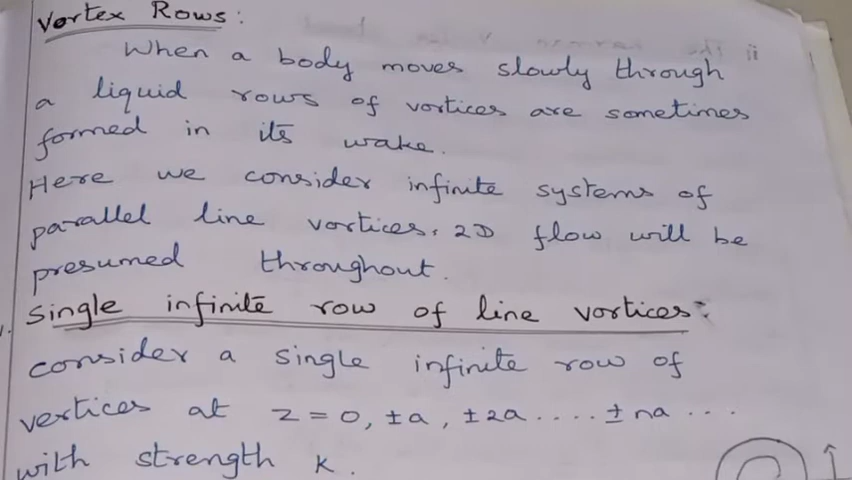 Vortex Rows:
When a body moves slowly through
a liquid rows of vortices are sometimes
formed in its wake.
Here we consider infinite systems of
parallel line vortices. 2D flow will be
presumed throughout.
1. Single infinite row of line vortices:
consider a single infinite row of
vertices at z = 0, ±a, ±2a .... ±na ...
with strength k.